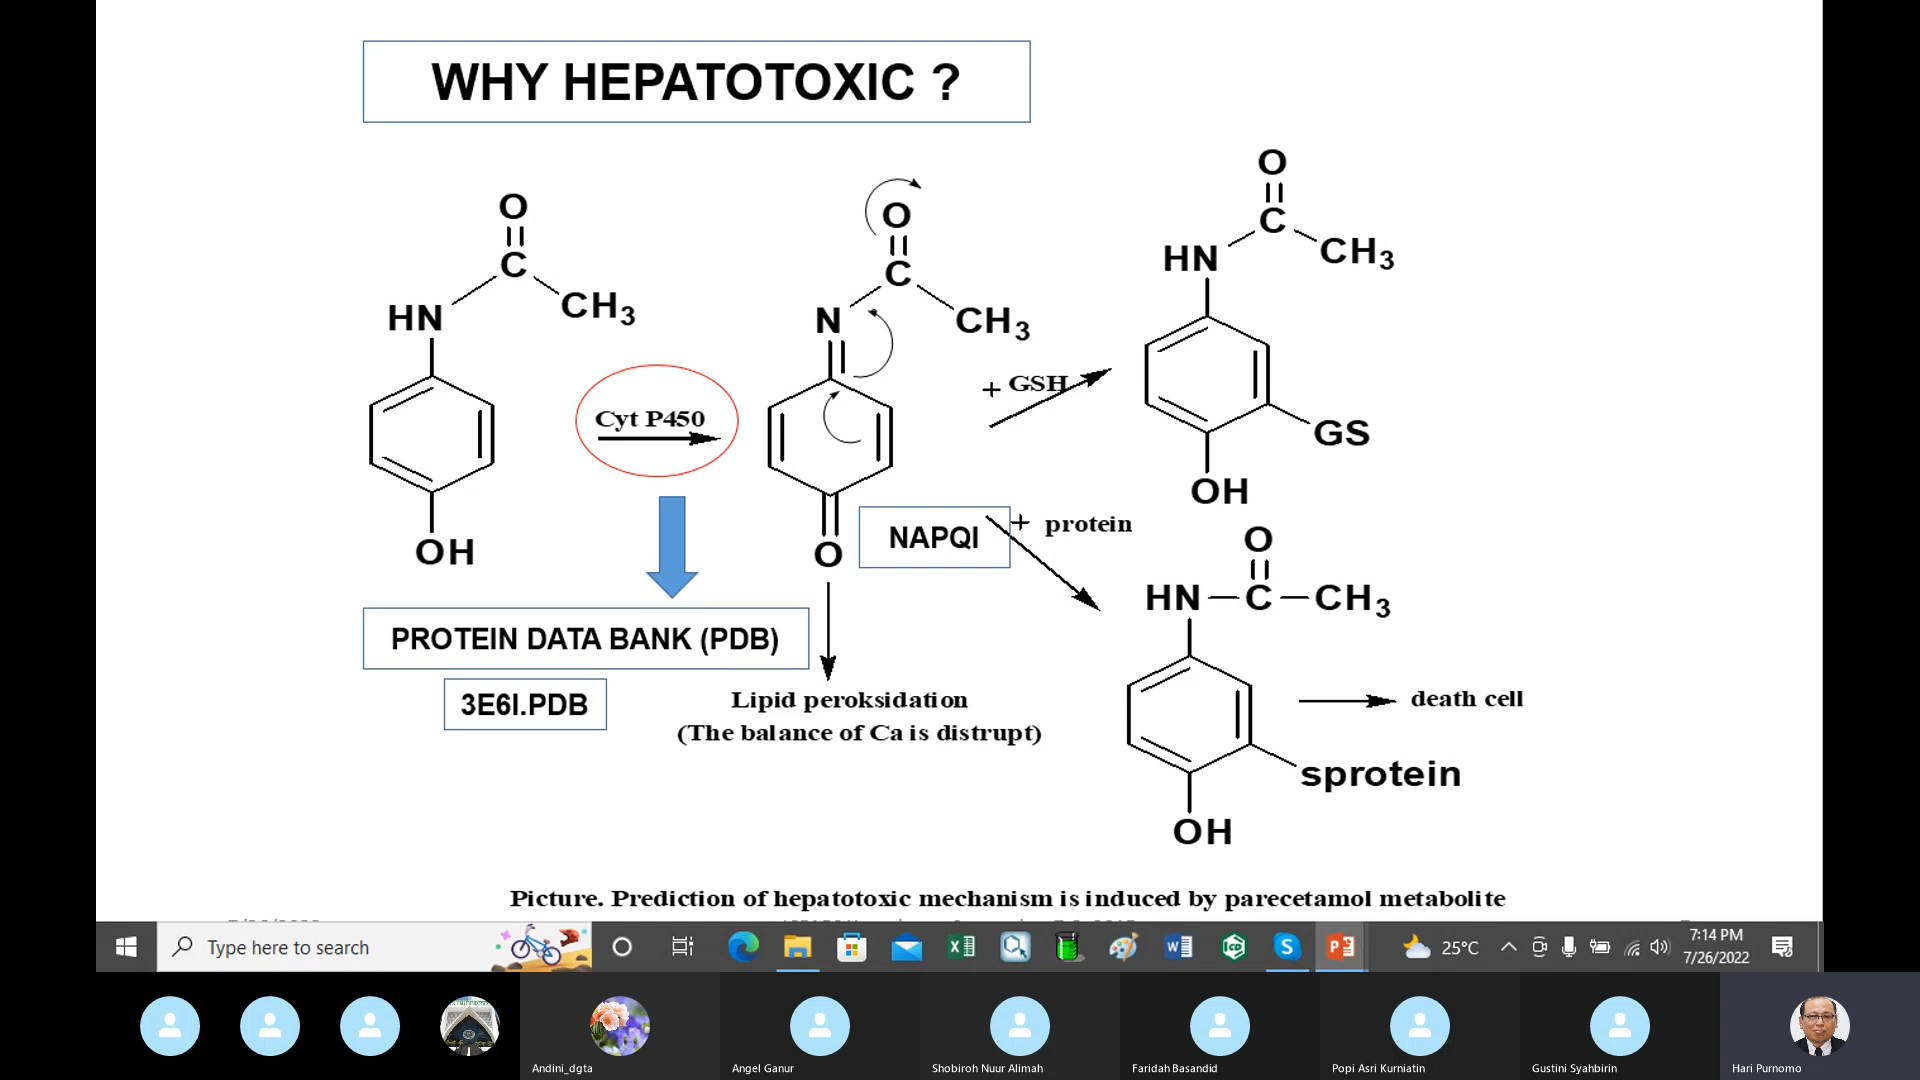 WHY HEPATOTOXIC ?
O
C
HN
CH3
OH
Cyt P450
O
C
N
CH3
O
NAPQI
+ GSH
O
C
HN
CH3
GS
OH
+ protein
O
HN C CH3
sprotein
OH
death cell
PROTEIN DATA BANK (PDB)
3E6I.PDB
Lipid peroksidation
(The balance of Ca is distrupt)
Picture. Prediction of hepatotoxic mechanism is induced by parecetamol metabolite
Type here to search
25°C
7:14 PM
7/26/2022
Andini_dgta
Angel Ganur
Shobiroh Nuur Alimah
Faridah Basandid
Popi Asri Kurniatin
Gustini Syahbirin
Hari Purnomo